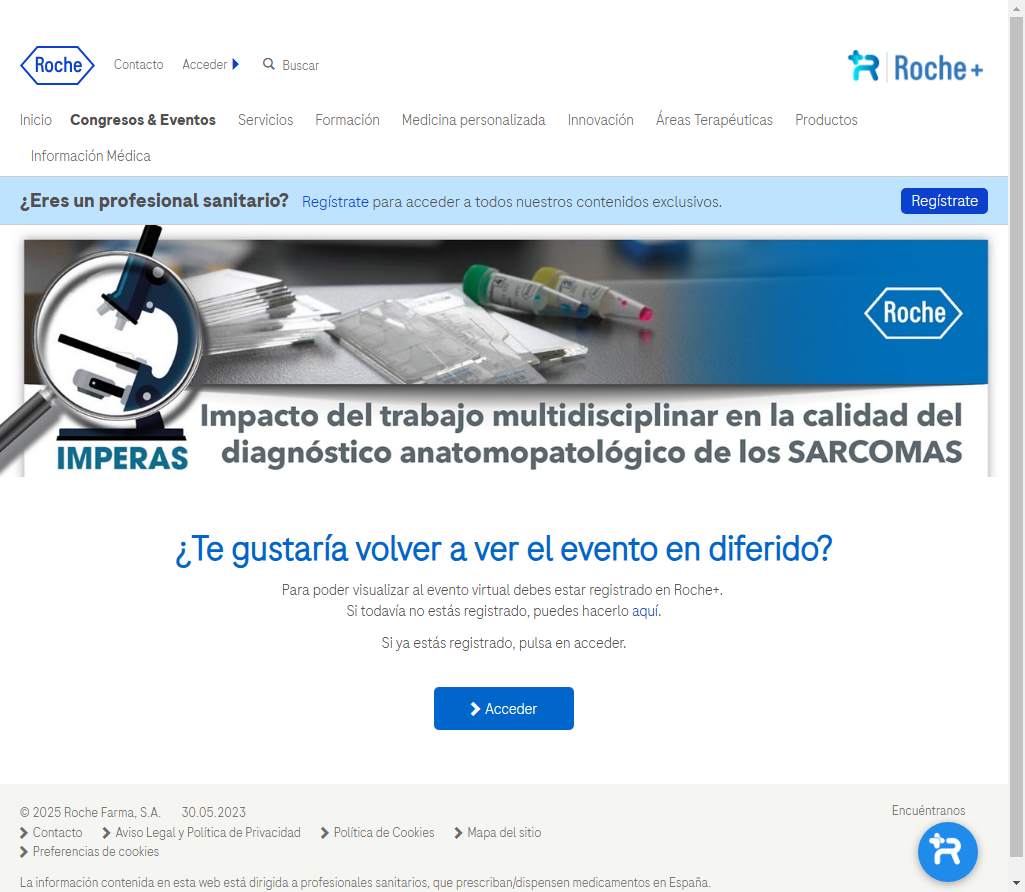 Roche
Contacto
Acceder
Buscar
Roche+
Inicio
Congresos & Eventos
Servicios
Formación
Medicina personalizada
Innovación
Áreas Terapéuticas
Productos
Información Médica
¿Eres un profesional sanitario? Regístrate para acceder a todos nuestros contenidos exclusivos.
Regístrate
Roche
Impacto del trabajo multidisciplinar en la calidad del
diagnóstico anatomopatológico de los SARCOMAS
IMPERAS
¿Te gustaría volver a ver el evento en diferido?
Para poder visualizar al evento virtual debes estar registrado en Roche+.
Si todavía no estás registrado, puedes hacerlo aquí.
Si ya estás registrado, pulsa en acceder.
Acceder
© 2025 Roche Farma, S.A. 30.05.2023
Encuéntranos
Contacto
Aviso Legal y Política de Privacidad
Política de Cookies
Mapa del sitio
Preferencias de cookies
La información contenida en esta web está dirigida a profesionales sanitarios, que prescriban/dispensen medicamentos en España.